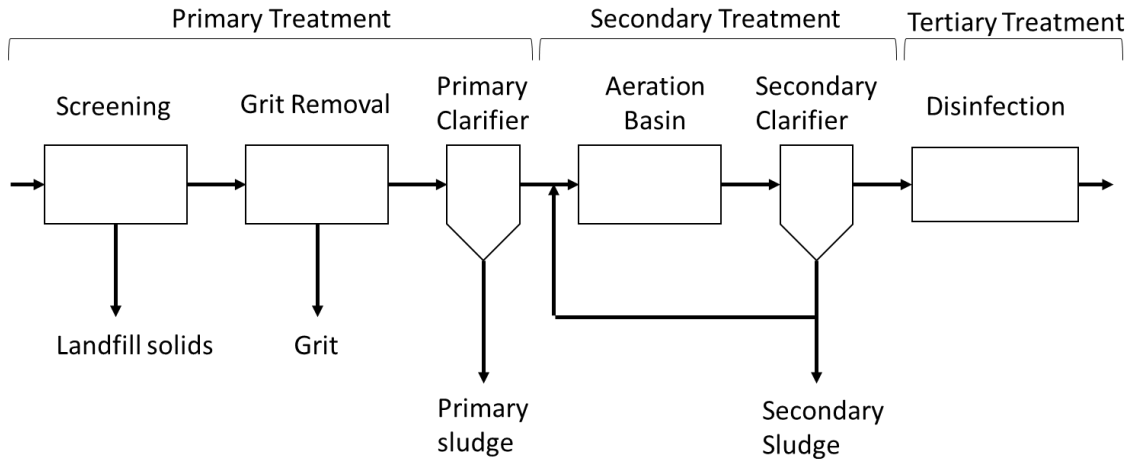 Primary Treatment
Secondary Treatment
Tertiary Treatment
Screening
Grit Removal
Primary
Clarifier
Aeration
Basin
Secondary
Clarifier
Disinfection
Landfill solids
Grit
Primary
sludge
Secondary
Sludge